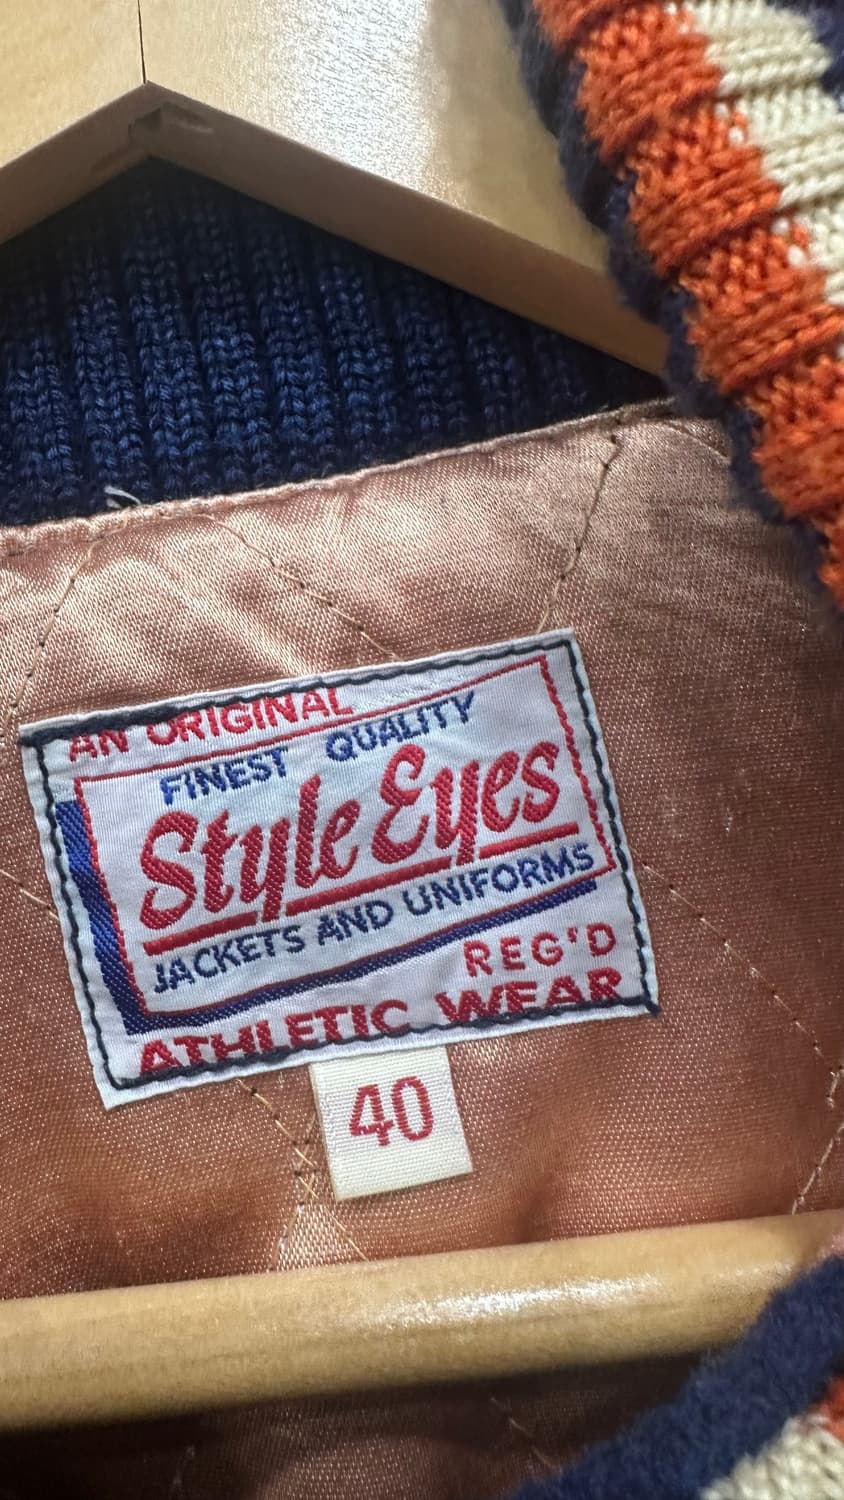 AN ORIGINAL
FINEST QUALITY
Style Eyes
JACKETS AND UNIFORMS
REG'D
ATHLETIC WEAR
40